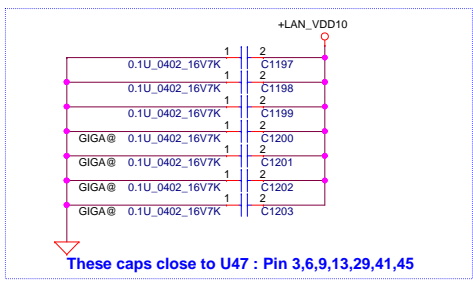 +LAN_VDD10
1 2
0.1U_0402_16V7K C1197
1 2
0.1U_0402_16V7K C1198
1 2
0.1U_0402_16V7K C1199
1 2
GIGA@ 0.1U_0402_16V7K C1200
1 2
GIGA@ 0.1U_0402_16V7K C1201
1 2
GIGA@ 0.1U_0402_16V7K C1202
1 2
GIGA@ 0.1U_0402_16V7K C1203
These caps close to U47 : Pin 3,6,9,13,29,41,45